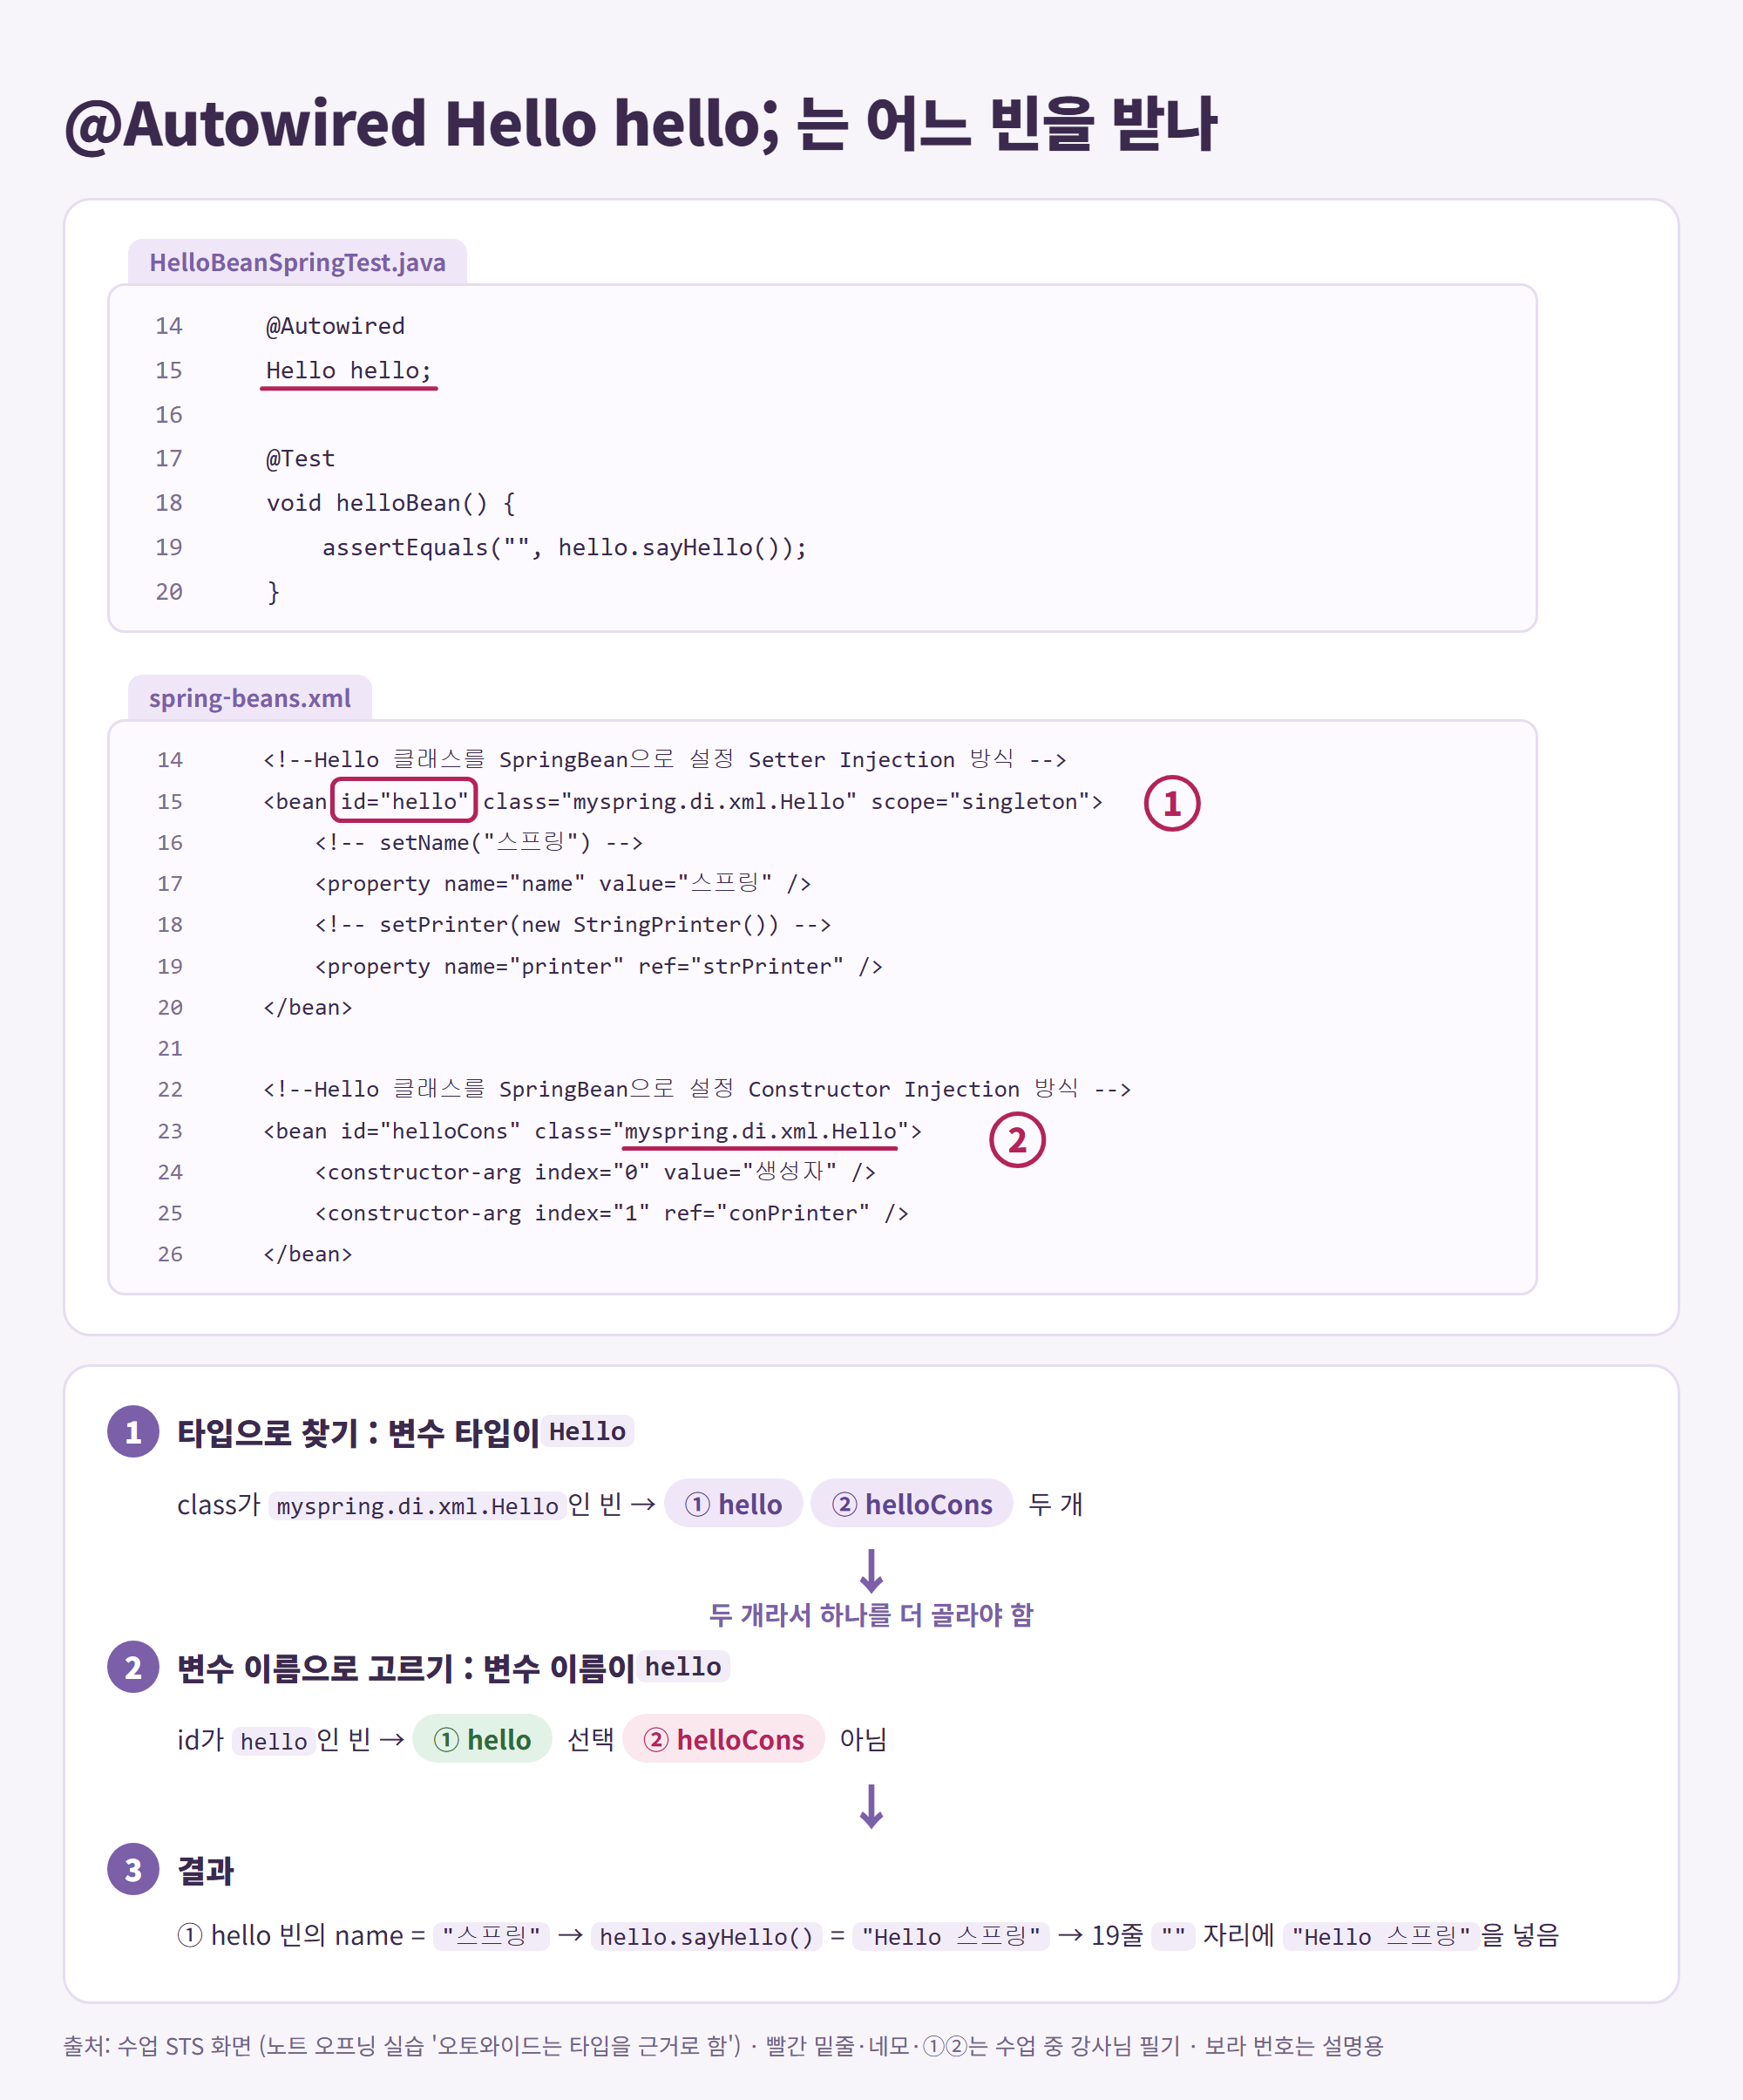 @Autowired Hello hello; 는 어느 빈을 받나
HelloBeanSpringTest.java
14 @Autowired
15 Hello hello;
16
17 @Test
18 void helloBean() {
19 assertEquals("", hello.sayHello());
20 }
spring-beans.xml
14 <!--Hello 클래스를 SpringBean으로 설정 Setter Injection 방식 -->
15 <bean id="hello" class="myspring.di.xml.Hello" scope="singleton"> 1
16 <!-- setName("스프링") -->
17 <property name="name" value="스프링" />
18 <!-- setPrinter(new StringPrinter()) -->
19 <property name="printer" ref="strPrinter" />
20 </bean>
21
22 <!--Hello 클래스를 SpringBean으로 설정 Constructor Injection 방식 -->
23 <bean id="helloCons" class="myspring.di.xml.Hello"> 2
24 <constructor-arg index="0" value="생성자" />
25 <constructor-arg index="1" ref="conPrinter" />
26 </bean>
1 타입으로 찾기 : 변수 타입이 Hello
class가 myspring.di.xml.Hello인 빈 → ① hello ② helloCons 두 개
↓
두 개라서 하나를 더 골라야 함
2 변수 이름으로 고르기 : 변수 이름이 hello
id가 hello인 빈 → ① hello 선택 ② helloCons 아님
↓
3 결과
① hello 빈의 name = "스프링" → hello.sayHello() = "Hello 스프링" → 19줄 "" 자리에 "Hello 스프링"을 넣음
출처: 수업 STS 화면 (노트 오프닝 실습 '오토와이드는 타입을 근거로 함') · 빨간 밑줄·네모·①②는 수업 중 강사님 필기 · 보라 번호는 설명용